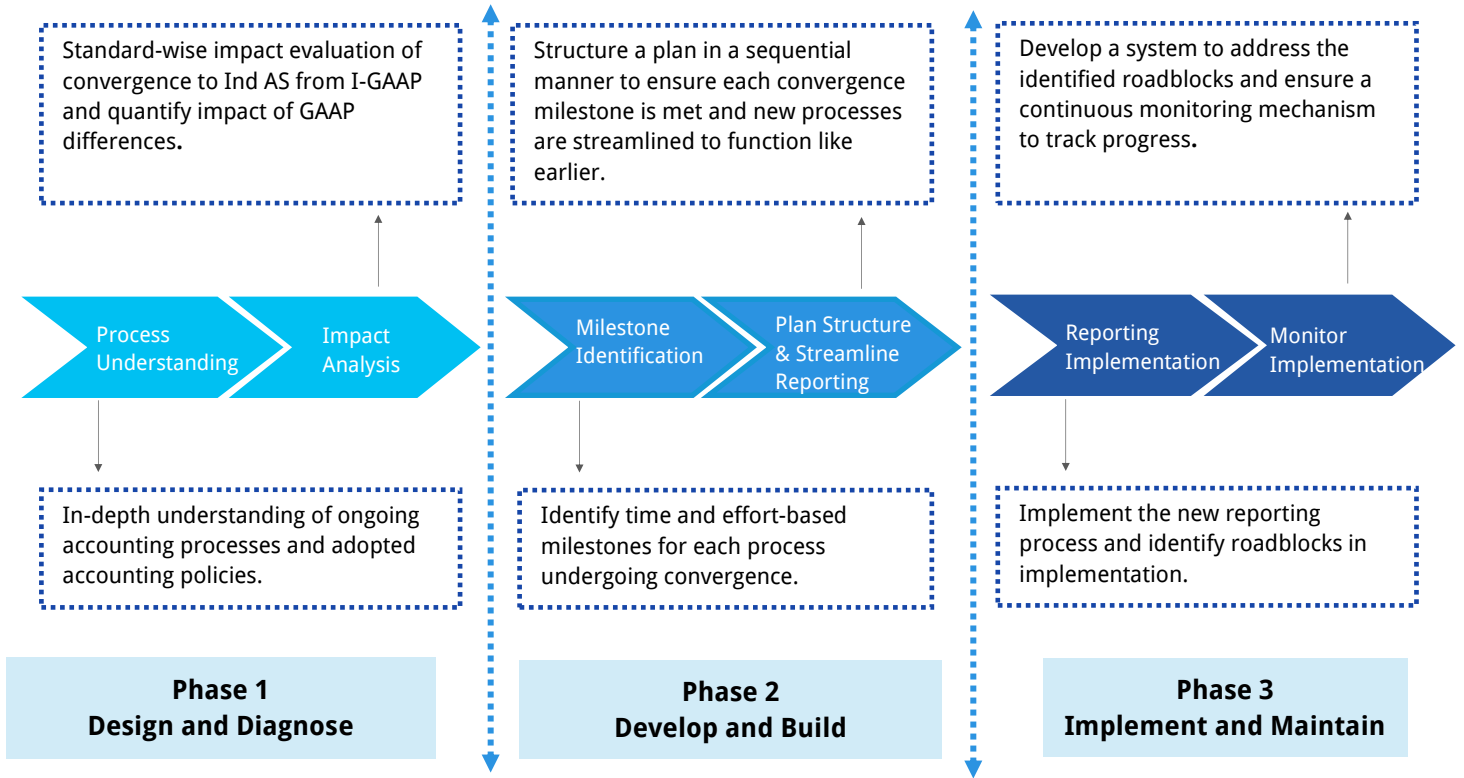 Standard-wise impact evaluation of
convergence to Ind AS from I-GAAP
and quantify impact of GAAP
differences.
Process
Understanding
Impact
Analysis
In-depth understanding of ongoing
accounting processes and adopted
accounting policies.
Phase 1
Design and Diagnose
Structure a plan in a sequential
manner to ensure each convergence
milestone is met and new processes
are streamlined to function like
earlier.
Milestone
Identification
Plan Structure
& Streamline
Reporting
Identify time and effort-based
milestones for each process
undergoing convergence.
Phase 2
Develop and Build
Develop a system to address the
identified roadblocks and ensure a
continuous monitoring mechanism
to track progress.
Reporting
Implementation
Monitor
Implementation
Implement the new reporting
process and identify roadblocks in
implementation.
Phase 3
Implement and Maintain